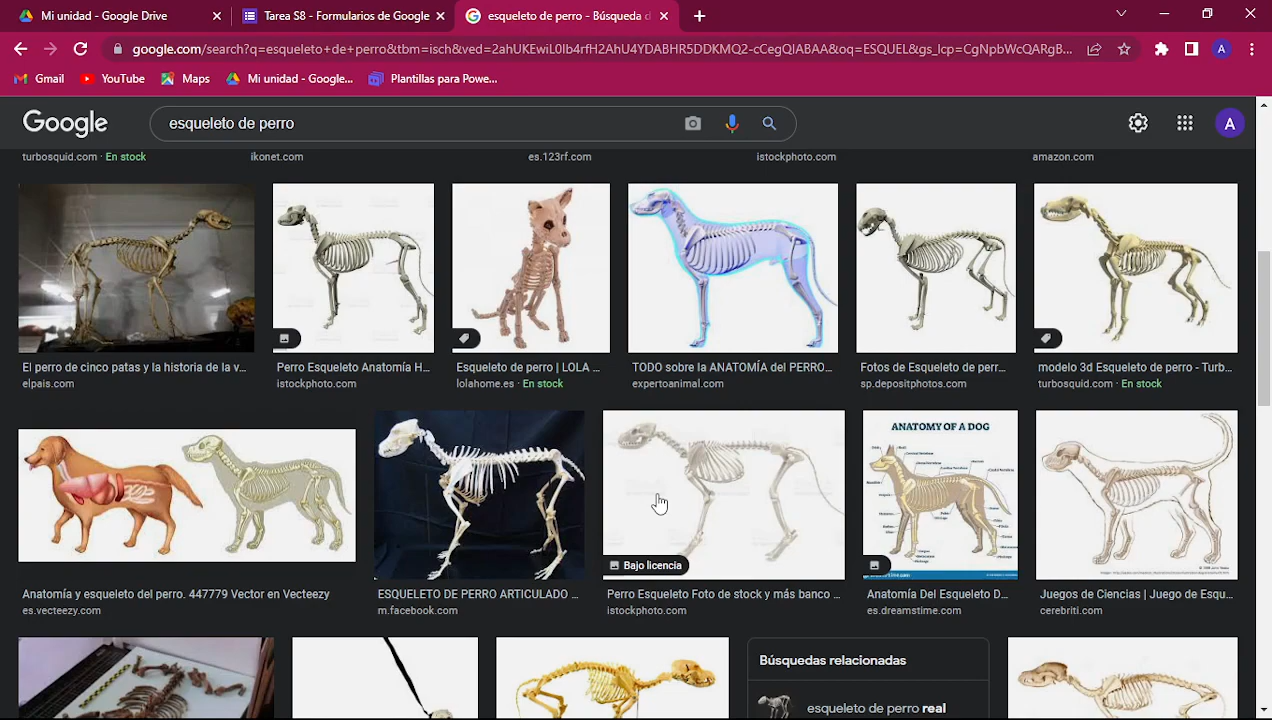 Mi unidad - Google Drive
Tarea S8 - Formularios de Google
esqueleto de perro - Búsqueda d
google.com/search?q=esqueleto+de+perro&tbm=isch&ved=2ahUKEwiL0Ib4rfH2AhU4YDABHR5DDKMQ2-cCegQIABAA&oq=ESQUEL&gs_lcp=CgNpbWcQARgB...
A
Gmail
YouTube
Maps
Mi unidad - Google...
Plantillas para Powe...
Google
esqueleto de perro
A
turbosquid.com · En stock
ikonet.com
es.123rf.com
istockphoto.com
amazon.com
El perro de cinco patas y la historia de la v...
elpais.com
Perro Esqueleto Anatomía H...
istockphoto.com
Esqueleto de perro | LOLA ...
lolahome.es · En stock
TODO sobre la ANATOMÍA del PERRO...
expertoanimal.com
Fotos de Esqueleto de perr...
sp.depositphotos.com
modelo 3d Esqueleto de perro - Turb...
turbosquid.com · En stock
Anatomía y esqueleto del perro. 447779 Vector en Vecteezy
es.vecteezy.com
ESQUELETO DE PERRO ARTICULADO ...
m.facebook.com
Bajo licencia
Perro Esqueleto Foto de stock y más banco ...
istockphoto.com
ANATOMY OF A DOG
Anatomía Del Esqueleto D...
es.dreamstime.com
Juegos de Ciencias | Juego de Esqu...
cerebriti.com
Búsquedas relacionadas
esqueleto de perro real